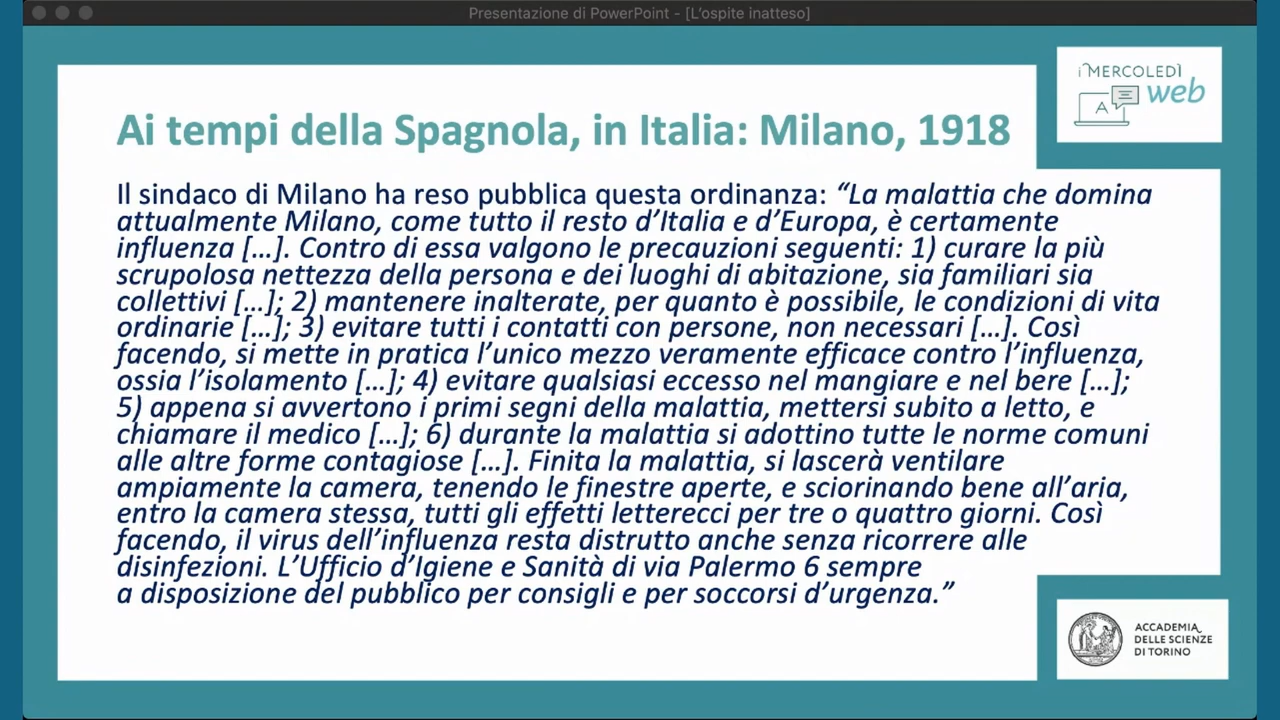 Presentazione di PowerPoint - [L'ospite inatteso]
i MERCOLEDÌ
A
web
Ai tempi della Spagnola, in Italia: Milano, 1918
Il sindaco di Milano ha reso pubblica questa ordinanza: “La malattia che domina
attualmente Milano, come tutto il resto d’Italia e d’Europa, è certamente
influenza […]. Contro di essa valgono le precauzioni seguenti: 1) curare la più
scrupolosa nettezza della persona e dei luoghi di abitazione, sia familiari sia
collettivi […]; 2) mantenere inalterate, per quanto è possibile, le condizioni di vita
ordinarie […]; 3) evitare tutti i contatti con persone, non necessari […]. Così
facendo, si mette in pratica l’unico mezzo veramente efficace contro l’influenza,
ossia l’isolamento […]; 4) evitare qualsiasi eccesso nel mangiare e nel bere […];
5) appena si avvertono i primi segni della malattia, mettersi subito a letto, e
chiamare il medico […]; 6) durante la malattia si adottino tutte le norme comuni
alle altre forme contagiose […]. Finita la malattia, si lascerà ventilare
ampiamente la camera, tenendo le finestre aperte, e sciorinando bene all’aria,
entro la camera stessa, tutti gli effetti letterecci per tre o quattro giorni. Così
facendo, il virus dell’influenza resta distrutto anche senza ricorrere alle
disinfezioni. L’Ufficio d’Igiene e Sanità di via Palermo 6 sempre
a disposizione del pubblico per consigli e per soccorsi d’urgenza.”
ACCADEMIA
DELLE SCIENZE
DI TORINO